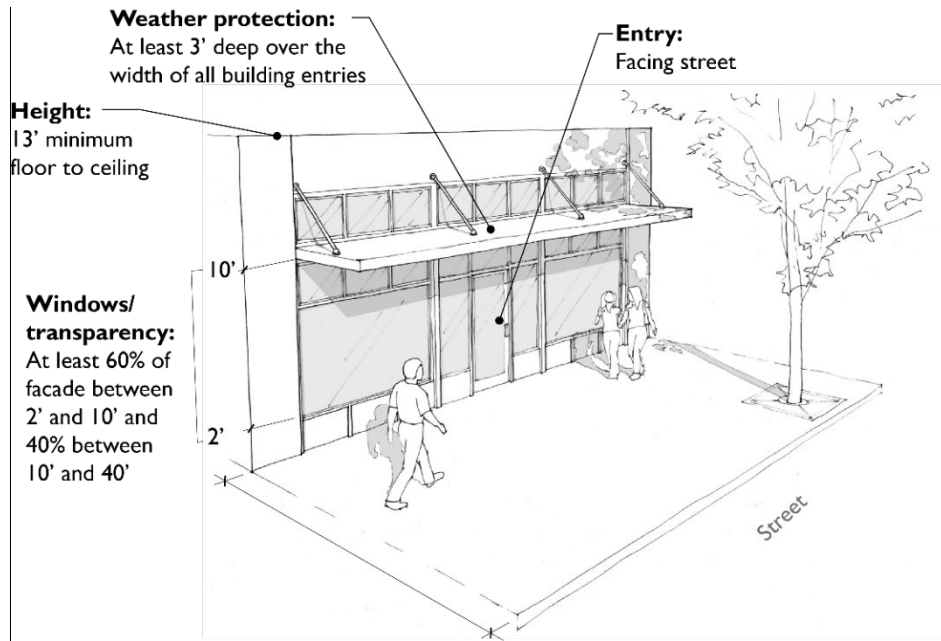 Weather protection:
At least 3’ deep over the
width of all building entries
Entry:
Facing street
Height:
13’ minimum
floor to ceiling
10’
Windows/
transparency:
At least 60% of
facade between
2’ and 10’ and
40% between
10’ and 40’
2’
Street